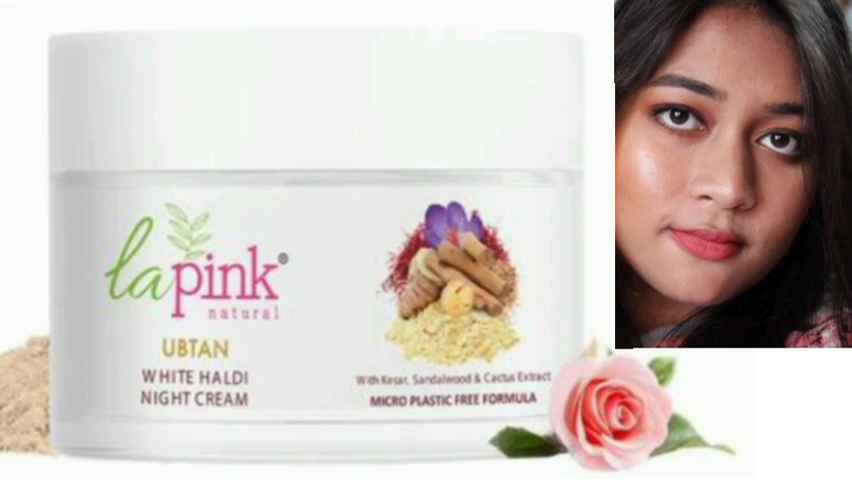 la pink®
natural
UBTAN
WHITE HALDI
NIGHT CREAM
With Kesar, Sandalwood & Cactus Extract
MICRO PLASTIC FREE FORMULA